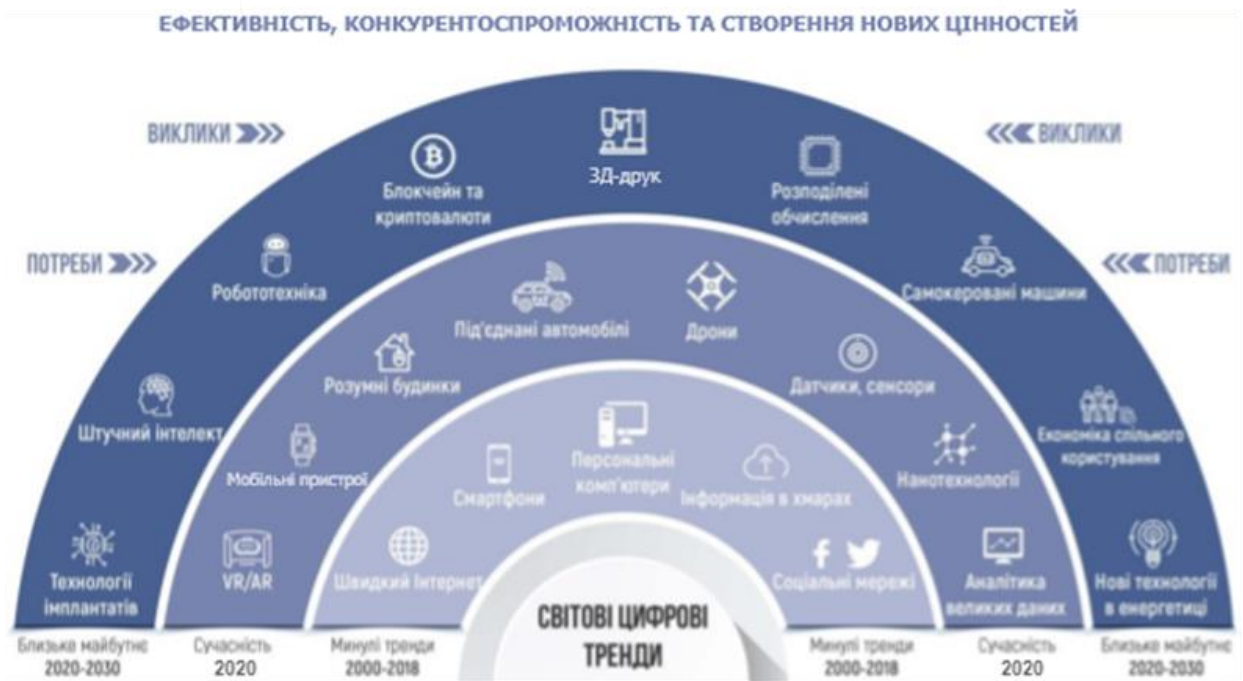 ЕФЕКТИВНІСТЬ, КОНКУРЕНТОСПРОМОЖНІСТЬ ТА СТВОРЕННЯ НОВИХ ЦІННОСТЕЙ
ВИКЛИКИ
ВИКЛИКИ
ПОТРЕБИ
ПОТРЕБИ
Технології
імплантатів
Штучний інтелект
Робототехніка
Блокчейн та
криптовалюти
3Д-друк
Розподілені
обчислення
Самокеровані машини
Економіка спільного
користування
Нові технології
в енергетиці
VR/AR
Мобільні пристрої
Розумні будинки
Під'єднані автомобілі
Дрони
Датчики, сенсори
Нанотехнології
Аналітика
великих даних
Швидкий Інтернет
Смартфони
Персональні
комп'ютери
Інформація в хмарах
Соціальні мережі
СВІТОВІ ЦИФРОВІ
ТРЕНДИ
Близьке майбутнє
2020-2030
Сучасність
2020
Минулі тренди
2000-2018
Минулі тренди
2000-2018
Сучасність
2020
Близьке майбутнє
2020-2030